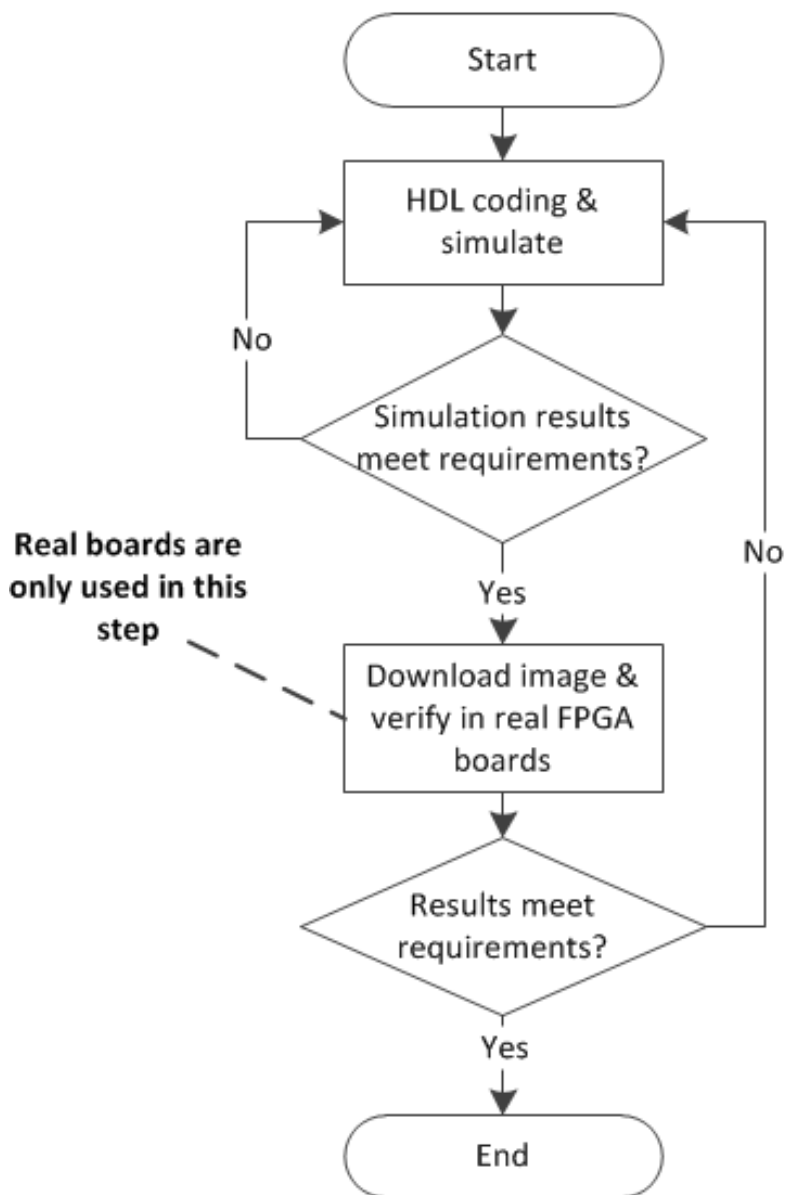 Start
HDL coding &
simulate
No
Simulation results
meet requirements?
No
Real boards are
only used in this
step
Yes
Download image &
verify in real FPGA
boards
Results meet
requirements?
Yes
End